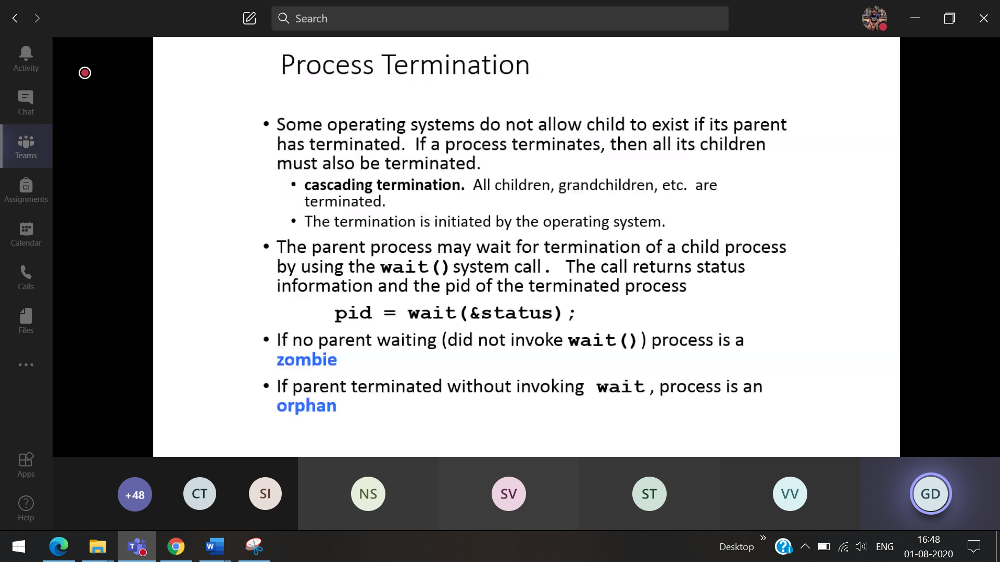 Search
Activity
Chat
Teams
Assignments
Calendar
Calls
Files
Apps
Help
Process Termination
• Some operating systems do not allow child to exist if its parent
has terminated. If a process terminates, then all its children
must also be terminated.
• cascading termination. All children, grandchildren, etc. are
terminated.
• The termination is initiated by the operating system.
• The parent process may wait for termination of a child process
by using the wait() system call. The call returns status
information and the pid of the terminated process
pid = wait(&status);
• If no parent waiting (did not invoke wait()) process is a
zombie
• If parent terminated without invoking wait, process is an
orphan
+48 CT SI NS SV ST VV GD
Desktop ENG 16:48
01-08-2020